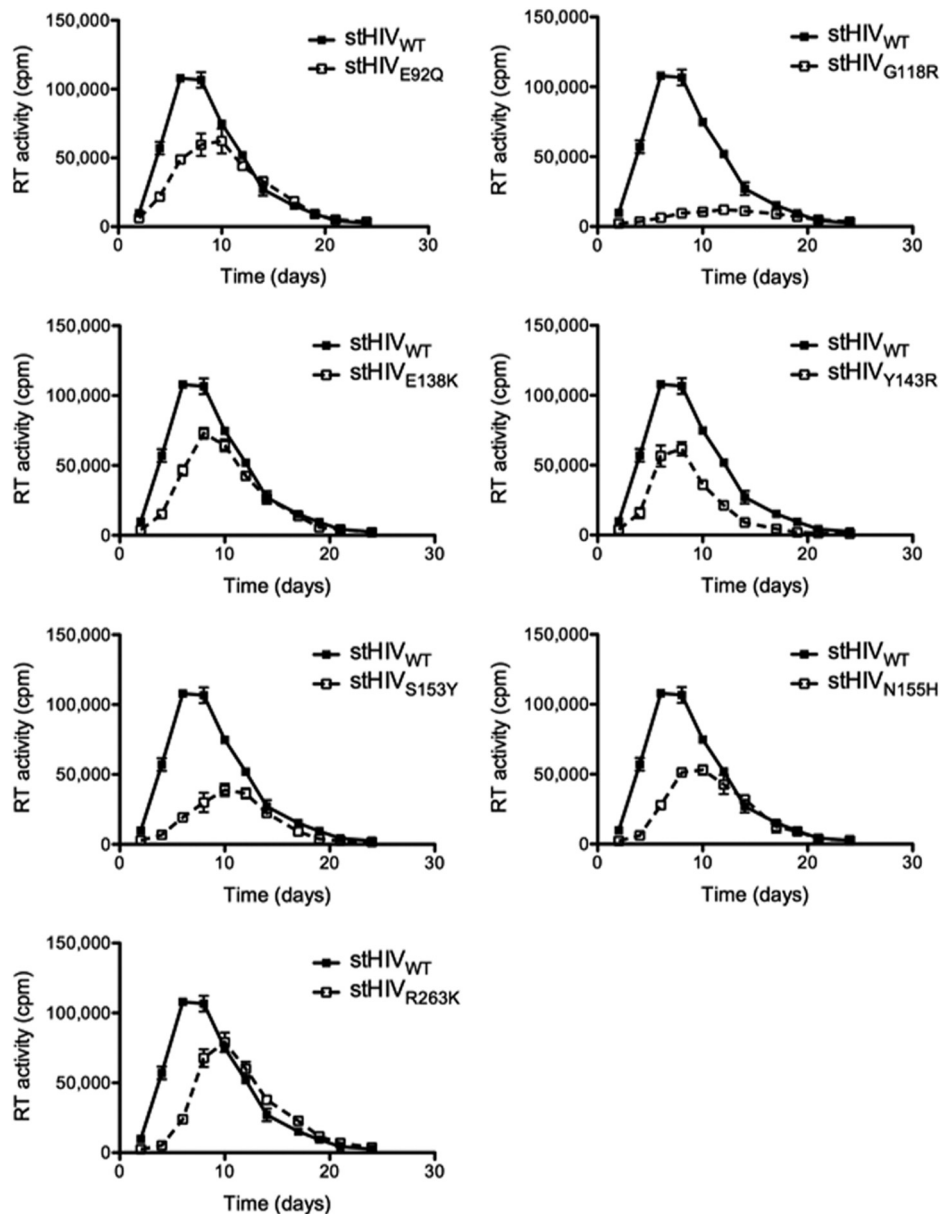 150,000
100,000
50,000
0
RT activity (cpm)
0 10 20 30
Time (days)
stHIVWT
stHIVE92Q
150,000
100,000
50,000
0
RT activity (cpm)
0 10 20 30
Time (days)
stHIVWT
stHIVG118R
150,000
100,000
50,000
0
RT activity (cpm)
0 10 20 30
Time (days)
stHIVWT
stHIVE138K
150,000
100,000
50,000
0
RT activity (cpm)
0 10 20 30
Time (days)
stHIVWT
stHIVY143R
150,000
100,000
50,000
0
RT activity (cpm)
0 10 20 30
Time (days)
stHIVWT
stHIVS153Y
150,000
100,000
50,000
0
RT activity (cpm)
0 10 20 30
Time (days)
stHIVWT
stHIVN155H
150,000
100,000
50,000
0
RT activity (cpm)
0 10 20 30
Time (days)
stHIVWT
stHIVR263K